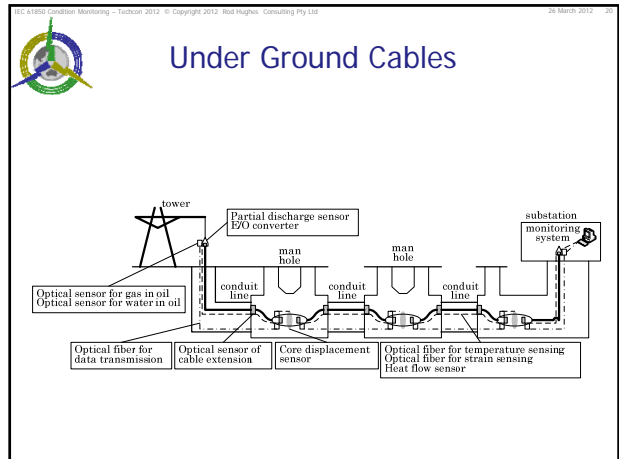 IEC 61850 Condition Monitoring – Techcon 2012 © Copyright 2012 Rod Hughes Consulting Pty Ltd
26 March 2012 20
Under Ground Cables
tower
Partial discharge sensor
E/O converter
substation
monitoring
system
man
hole
man
hole
conduit
line
conduit
line
conduit
line
Optical sensor for gas in oil
Optical sensor for water in oil
Optical fiber for
data transmission
Optical sensor of
cable extension
Core displacement
sensor
Optical fiber for temperature sensing
Optical fiber for strain sensing
Heat flow sensor